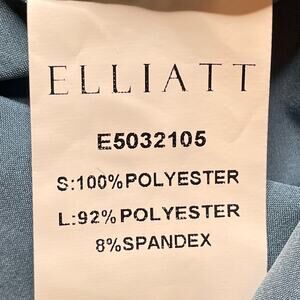 ELLIATT
E5032105
S:100%POLYESTER
L:92%POLYESTER
8%SPANDEX